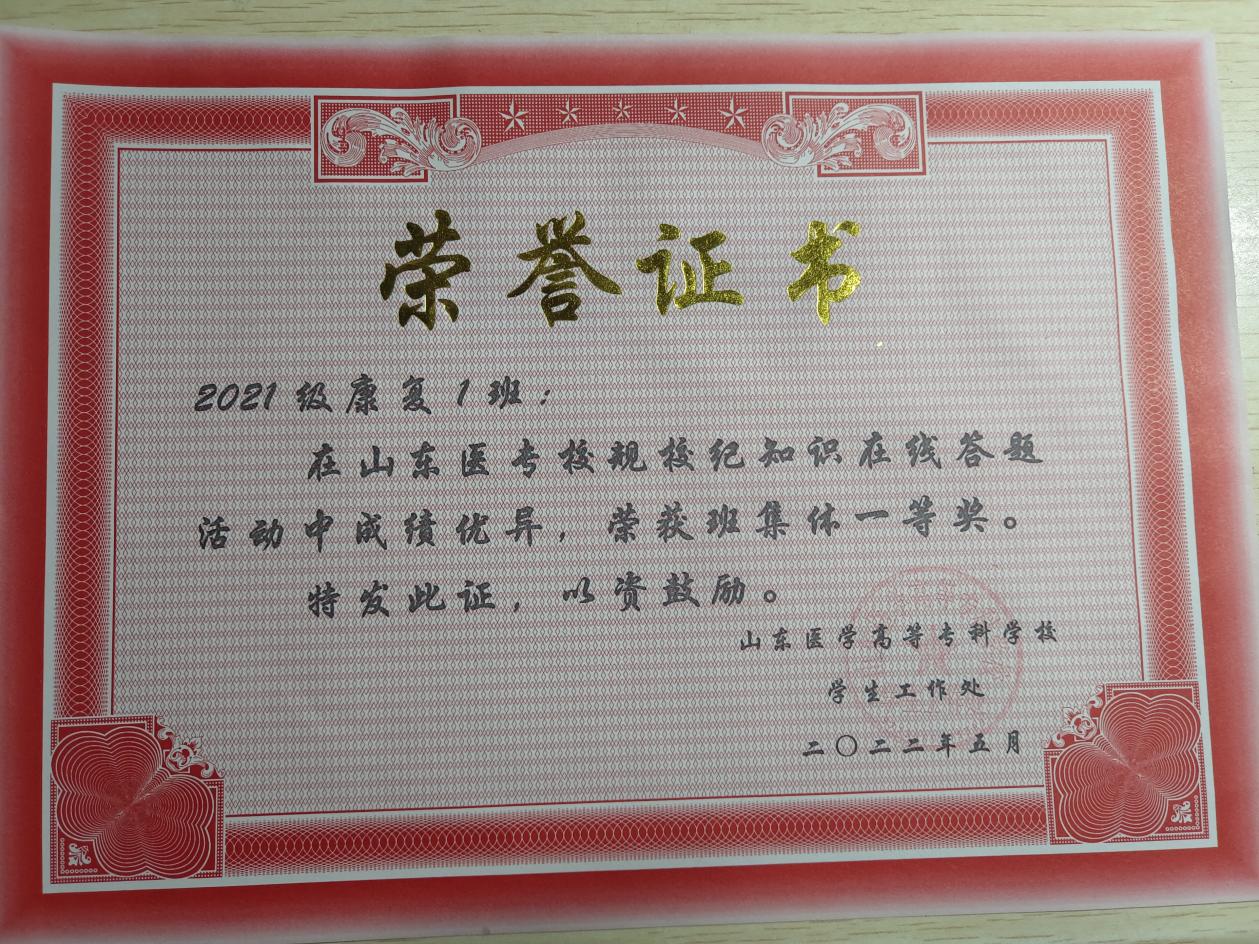 荣誉证书
2021级康复1班：
在山东医专校规校纪知识在线答题
活动中成绩优异，荣获班集体一等奖。
特发此证，以资鼓励。
山东医学高等专科学校
学生工作处
二〇二二年五月